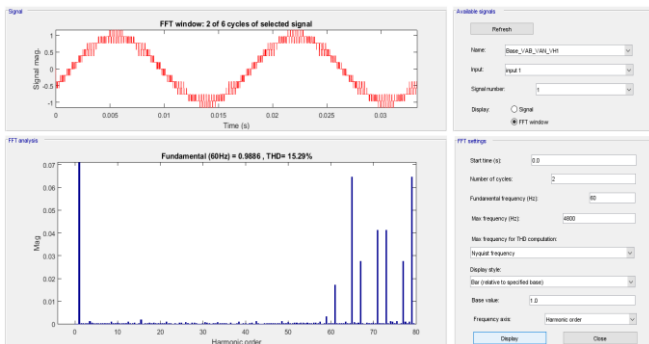 Signal
FFT window: 2 of 6 cycles of selected signal
1
0.5
0
-0.5
-1
Signal mag.
0
0.005
0.01
0.015
0.02
0.025
0.03
Time (s)
FFT analysis
Fundamental (60Hz) = 0.9886 , THD= 15.29%
0.07
0.06
0.05
0.04
0.03
0.02
0.01
0
Mag
0
10
20
30
40
50
60
70
80
Harmonic order
Available signals
Refresh
Name:
Base_VAB_VAN_VH1
Input:
input 1
Signal number:
1
Display:
Signal
FFT window
FFT settings
Start time (s):
0.0
Number of cycles:
2
Fundamental frequency (Hz):
60
Max frequency (Hz):
4800
Max frequency for THD computation:
Nyquist frequency
Display style:
Bar (relative to specified base)
Base value:
1.0
Frequency axis:
Harmonic order
Display
Close